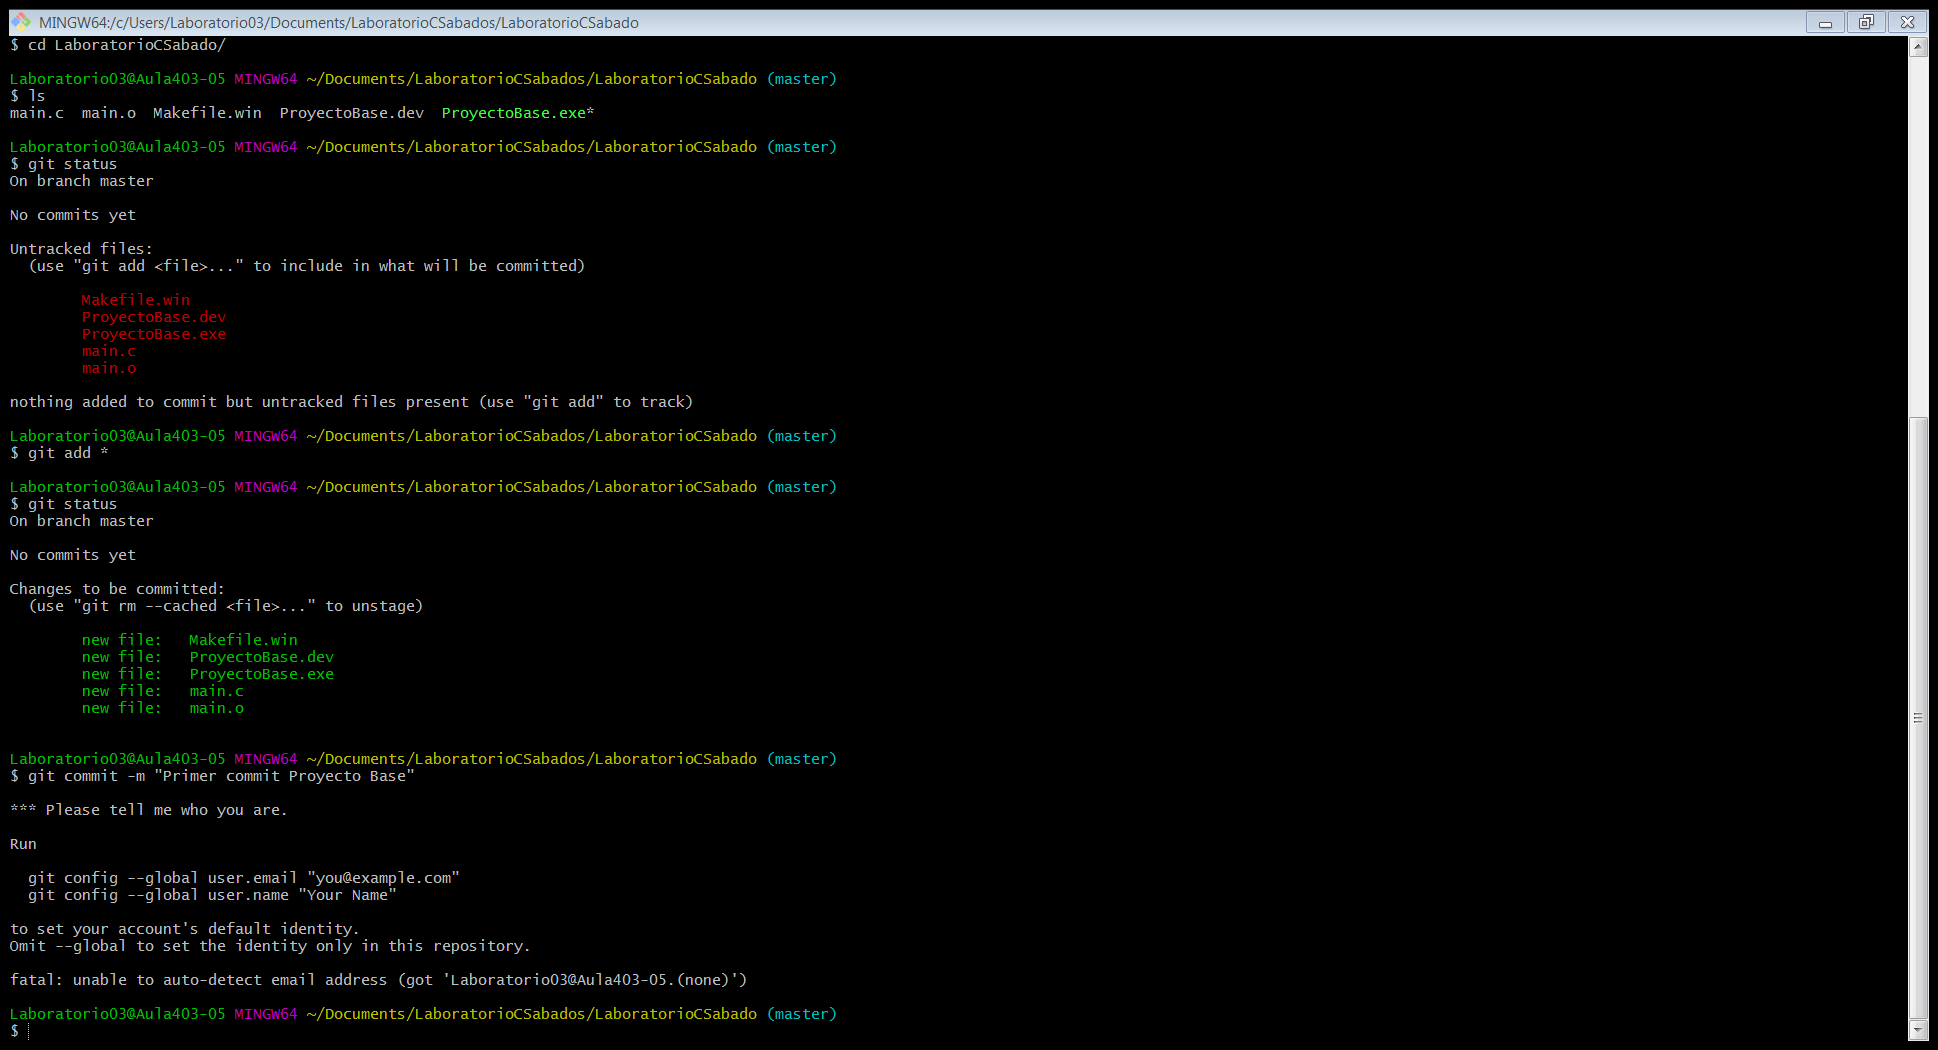 MINGW64:/c/Users/Laboratorio03/Documents/LaboratorioCSabados/LaboratorioCSabado
$ cd LaboratorioCSabado/
Laboratorio03@Aula403-05 MINGW64 ~/Documents/LaboratorioCSabados/LaboratorioCSabado (master)
$ ls
main.c  main.o  Makefile.win  ProyectoBase.dev  ProyectoBase.exe*
Laboratorio03@Aula403-05 MINGW64 ~/Documents/LaboratorioCSabados/LaboratorioCSabado (master)
$ git status
On branch master
No commits yet
Untracked files:
  (use "git add <file>..." to include in what will be committed)
        Makefile.win
        ProyectoBase.dev
        ProyectoBase.exe
        main.c
        main.o
nothing added to commit but untracked files present (use "git add" to track)
Laboratorio03@Aula403-05 MINGW64 ~/Documents/LaboratorioCSabados/LaboratorioCSabado (master)
$ git add *
Laboratorio03@Aula403-05 MINGW64 ~/Documents/LaboratorioCSabados/LaboratorioCSabado (master)
$ git status
On branch master
No commits yet
Changes to be committed:
  (use "git rm --cached <file>..." to unstage)
        new file:   Makefile.win
        new file:   ProyectoBase.dev
        new file:   ProyectoBase.exe
        new file:   main.c
        new file:   main.o
Laboratorio03@Aula403-05 MINGW64 ~/Documents/LaboratorioCSabados/LaboratorioCSabado (master)
$ git commit -m "Primer commit Proyecto Base"
*** Please tell me who you are.
Run
  git config --global user.email "you@example.com"
  git config --global user.name "Your Name"
to set your account's default identity.
Omit --global to set the identity only in this repository.
fatal: unable to auto-detect email address (got 'Laboratorio03@Aula403-05.(none)')
Laboratorio03@Aula403-05 MINGW64 ~/Documents/LaboratorioCSabados/LaboratorioCSabado (master)
$